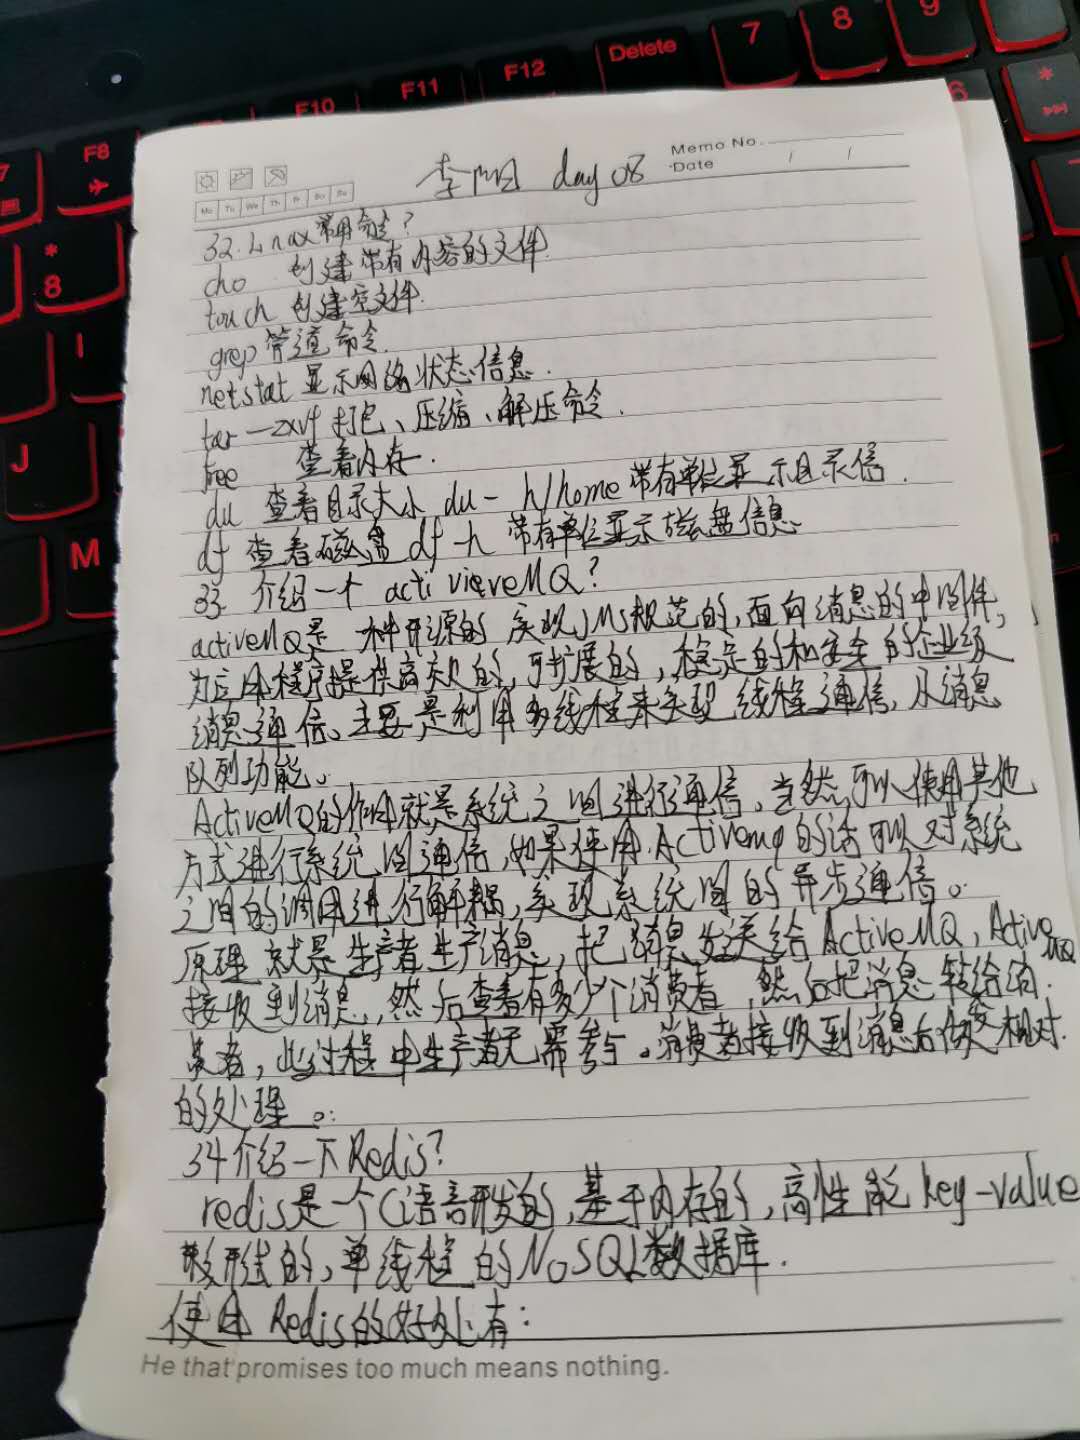 7
8
9
Delete
F12
F11
F10
F8
6
*
8
I
J
M
Memo No.
Date / /
Mo Tu We Th Fr Sa Su
李阳 day 08
32. Linax常用命令?
cho 创建带有内容的文件.
touch 创建空文件.
grep 管道命令.
netstat 显示网络状态信息.
tar -zxvf 打包、压缩、解压命令.
free 查看内存.
du 查看目录大小 du - h/home 带有单位显示目录信.
df 查看磁盘 df -h 带有单位显示磁盘信息
33. 介绍一个 acti MQ?
activeMQ是一种开源的 实现JMS规范的,面向消息的中间件,
为应用程序提供高效的,可扩展的,稳定的和安全的企业级
消息通信。主要是利用多线程来实现线程通信,从消息
队列功能。
ActiveMQ的作用就是系统之间进行通信,当然可以使用其他
方式进行系统间通信,如果使用Activemq的话可以对系统
之间的调用进行解耦,实现系统间的异步通信。
原理就是生产者生产消息,把消息发送给ActiveMQ,ActiveMQ
接收到消息,然后查看有多少个消费者,然后把消息转给消.
费者,此过程中生产者无需参与。消费者接收到消息后做 相对.
的处理。:
34介绍一下Redis?
redis是一个C语言开发的,基于内存的,高性能key-value
形式的,单线程的NoSQL数据库.
使用Redis的好处有:
He that promises too much means nothing.